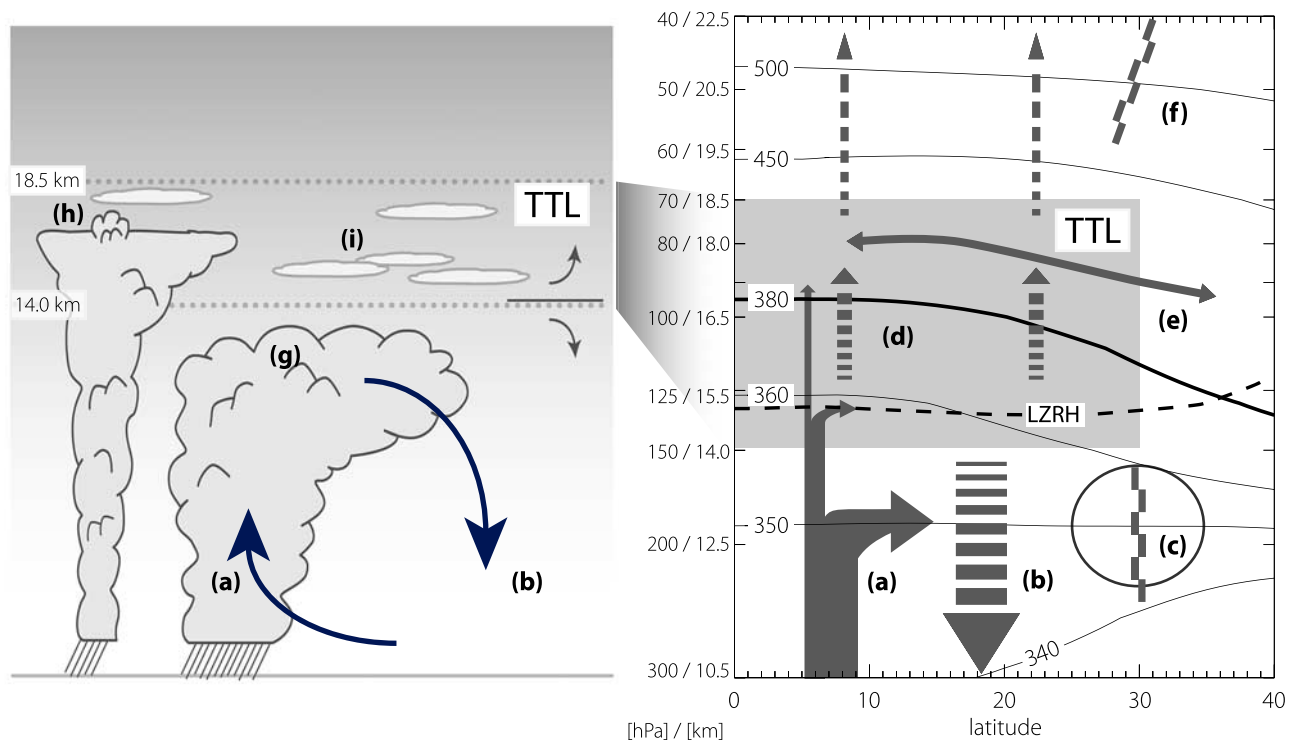 18.5 km
TTL
(h)
(i)
14.0 km
(g)
(a)
(b)
40 / 22.5
500
50 / 20.5
(f)
60 / 19.5
450
70 / 18.5
TTL
80 / 18.0
380
(e)
100 / 16.5
(d)
125 / 15.5
360
LZRH
150 / 14.0
350
200 / 12.5
(c)
(a)
(b)
340
300 / 10.5
0
10
20
30
40
[hPa] / [km]
latitude